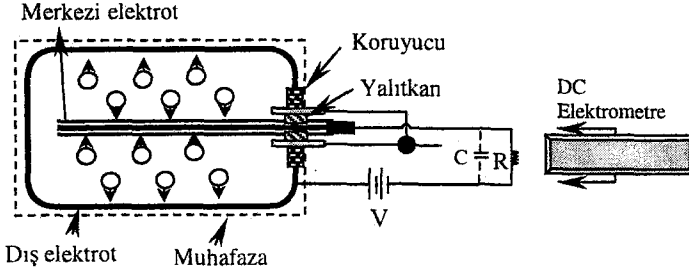 Merkezi elektrot
Koruyucu
Yalıtkan
DC
Elektrometre
C
R
V
Dış elektrot
Muhafaza